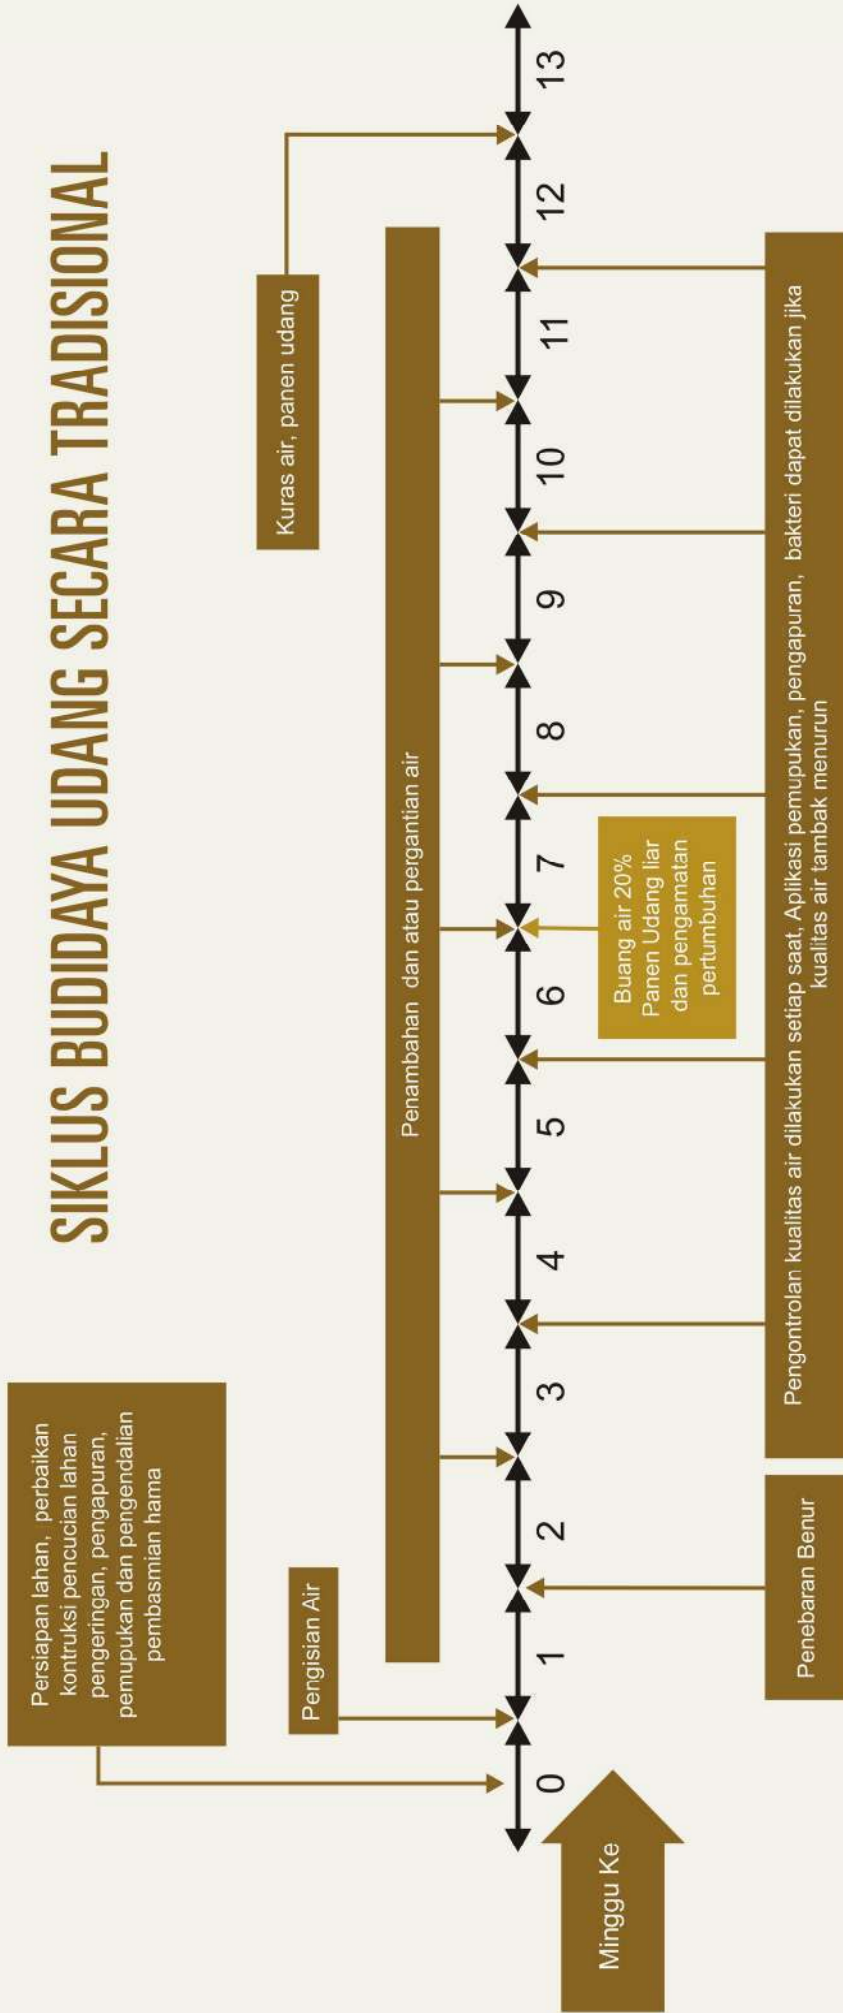 SIKLUS BUDIDAYA UDANG SECARA TRADISIONAL
Persiapan lahan, perbaikan
kontruksi pencucian lahan
pengeringan, pengapuran,
pemupukan dan pengendalian
pembasmian hama
Kuras air, panen udang
Pengisian Air
Penambahan dan atau pergantian air
0 1 2 3 4 5 6 7 8 9 10 11 12 13
Minggu Ke
Buang air 20%
Panen Udang liar
dan pengamatan
pertumbuhan
Penebaran Benur
Pengontrolan kualitas air dilakukan setiap saat, Aplikasi pemupukan, pengapuran, bakteri dapat dilakukan jika
kualitas air tambak menurun